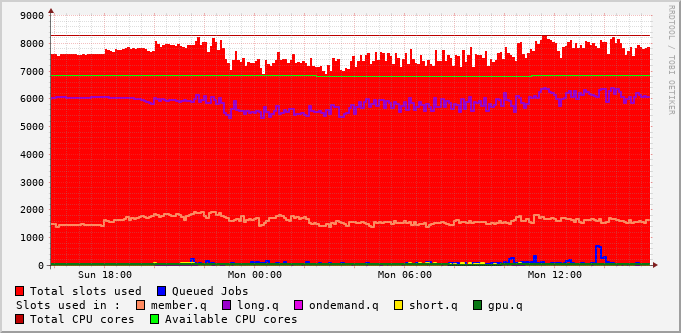 9000
8000
7000
6000
5000
4000
3000
2000
1000
0
Sun 18:00 Mon 00:00 Mon 06:00 Mon 12:00
RRDTOOL / TOBI OETIKER
Total slots used Queued Jobs
Slots used in : member.q long.q ondemand.q short.q gpu.q
Total CPU cores Available CPU cores